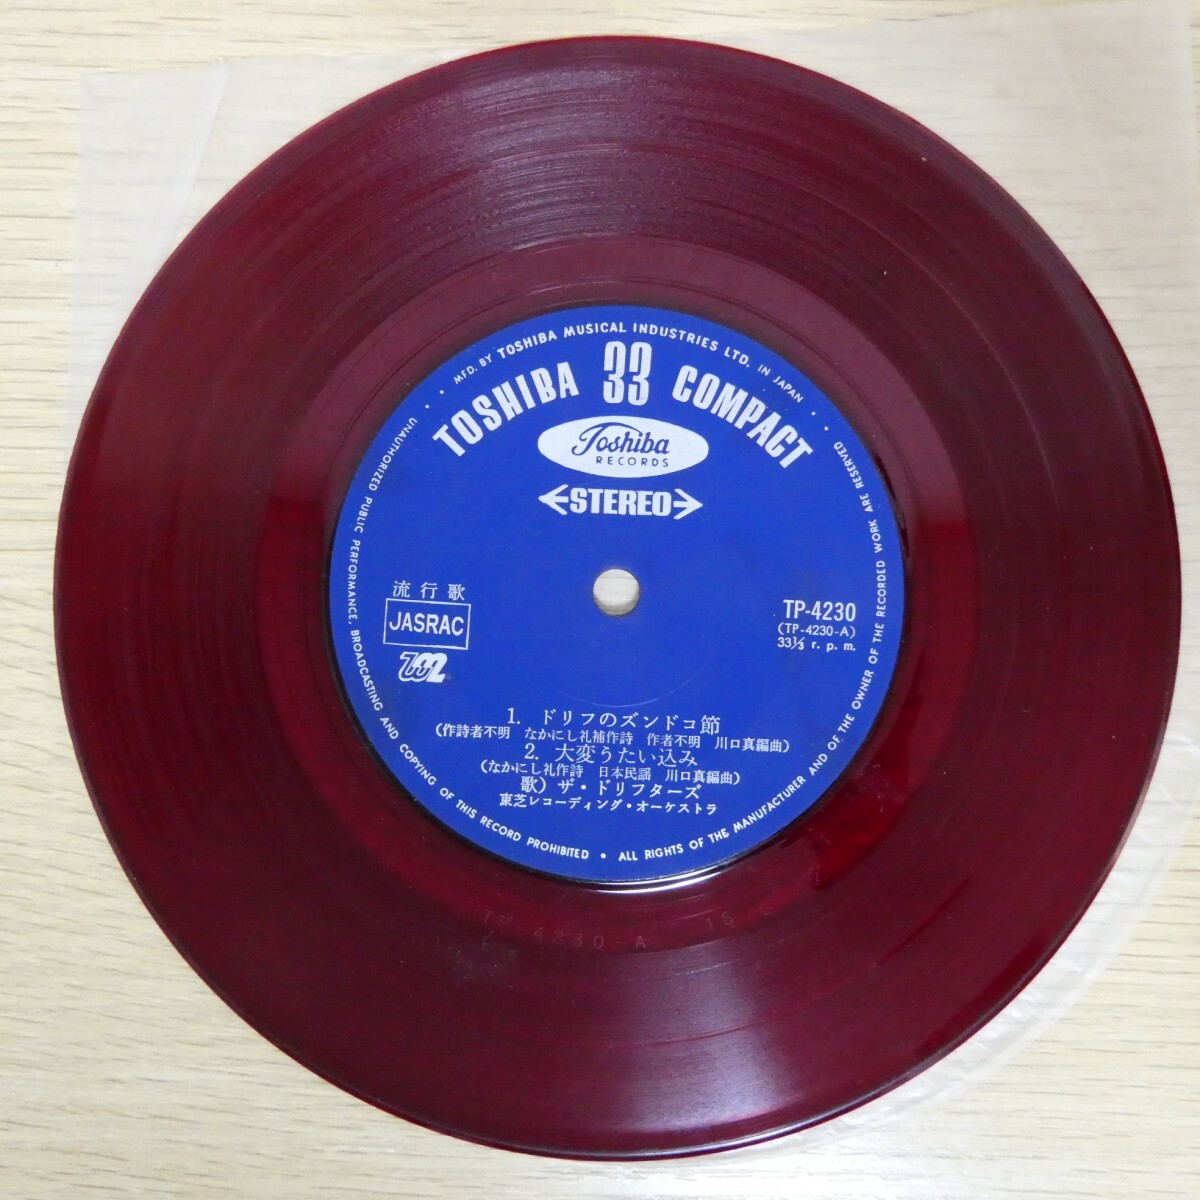 MFD. BY TOSHIBA MUSICAL INDUSTRIES LTD. IN JAPAN
TOSHIBA 33 COMPACT
Toshiba
RECORDS
STEREO
流行歌
JASRAC
TP-4230
(TP-4230-A)
33⅓ r.p.m.
1. ドリフのズンドコ節
(作詩者不明 なかにし礼補作詩 作者不明 川口真編曲)
2. 大変うたい込み
(なかにし礼作詩 日本民謡 川口真編曲)
歌) ザ・ドリフターズ
東芝レコーディング・オーケストラ
UNAUTHORIZED PUBLIC PERFORMANCE, BROADCASTING AND COPYING OF THIS RECORD PROHIBITED • ALL RIGHTS OF THE MANUFACTURER AND OF THE OWNER OF THE RECORDED WORK ARE RESERVED
4230-A 1S